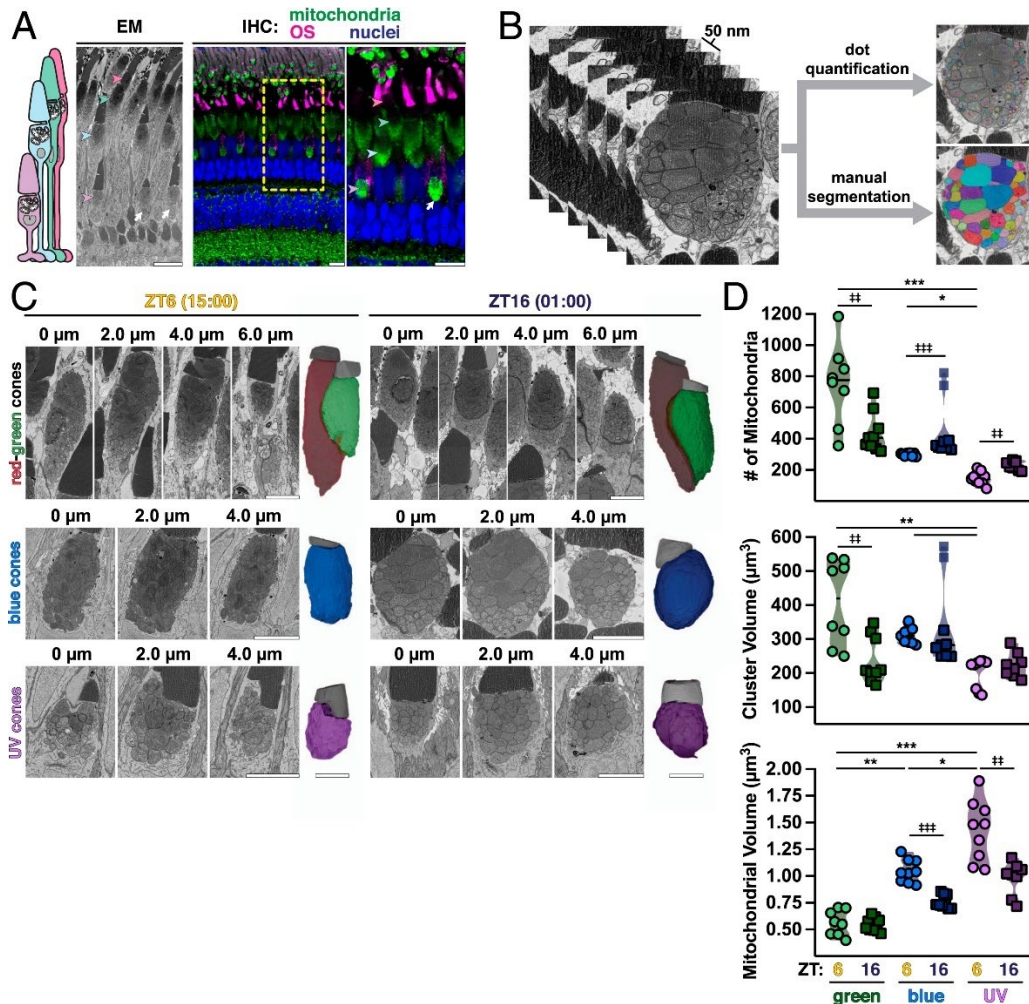 A
EM
IHC: mitochondria
OS nuclei
B
50 nm
dot
quantification
manual
segmentation
C
ZT6 (15:00)
ZT16 (01:00)
0 µm 2.0 µm 4.0 µm 6.0 µm
0 µm 2.0 µm 4.0 µm 6.0 µm
red-green cones
0 µm 2.0 µm 4.0 µm
0 µm 2.0 µm 4.0 µm
blue cones
0 µm 2.0 µm 4.0 µm
0 µm 2.0 µm 4.0 µm
UV cones
D
***
‡‡ *
‡‡‡
‡‡
# of Mitochondria
1200
1000
800
600
400
200
**
‡‡
Cluster Volume (µm³)
600
500
400
300
200
100
***
** * ‡‡
‡‡‡
Mitochondrial Volume (µm³)
2.00
1.75
1.50
1.25
1.00
0.75
0.50
ZT: 6 16 6 16 6 16
green blue UV